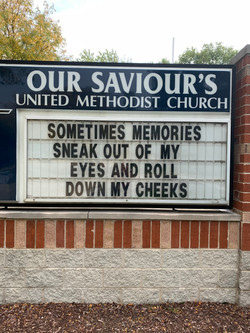 OUR SAVIOUR'S
UNITED METHODIST CHURCH
SOMETIMES MEMORIES
SNEAK OUT OF MY
EYES AND ROLL
DOWN MY CHEEKS